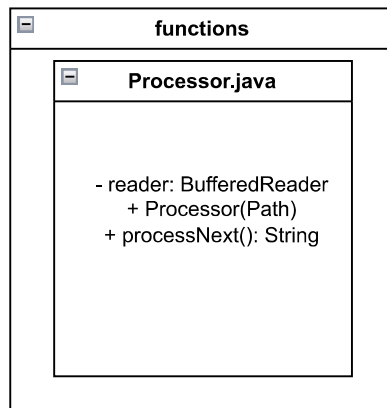 functions
Processor.java
- reader: BufferedReader
+ Processor(Path)
+ processNext(): String